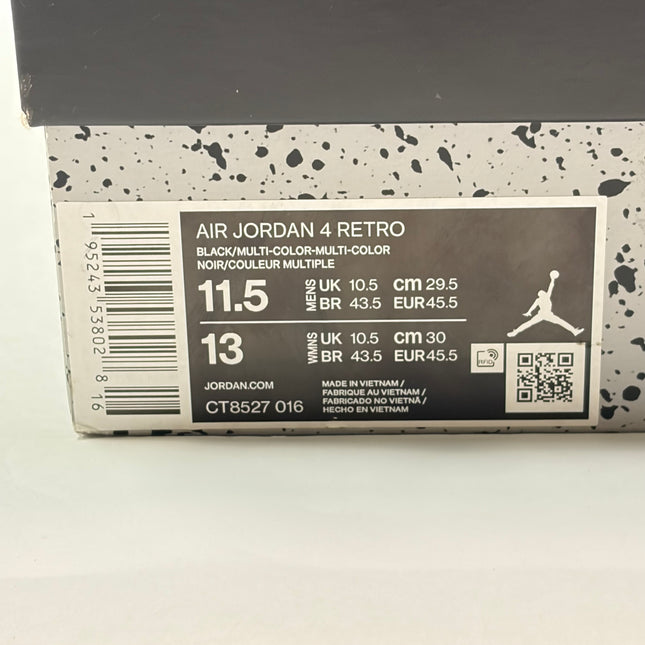 1 95243 53802 8 16
AIR JORDAN 4 RETRO
BLACK/MULTI-COLOR-MULTI-COLOR
NOIR/COULEUR MULTIPLE
11.5 MENS UK 10.5 cm 29.5
BR 43.5 EUR 45.5
13 WMNS UK 10.5 cm 30
BR 43.5 EUR 45.5
RFID
JORDAN.COM
CT8527 016
MADE IN VIETNAM /
FABRIQUE AU VIETNAM /
FABRICADO NO VIETNÃ /
HECHO EN VIETNAM